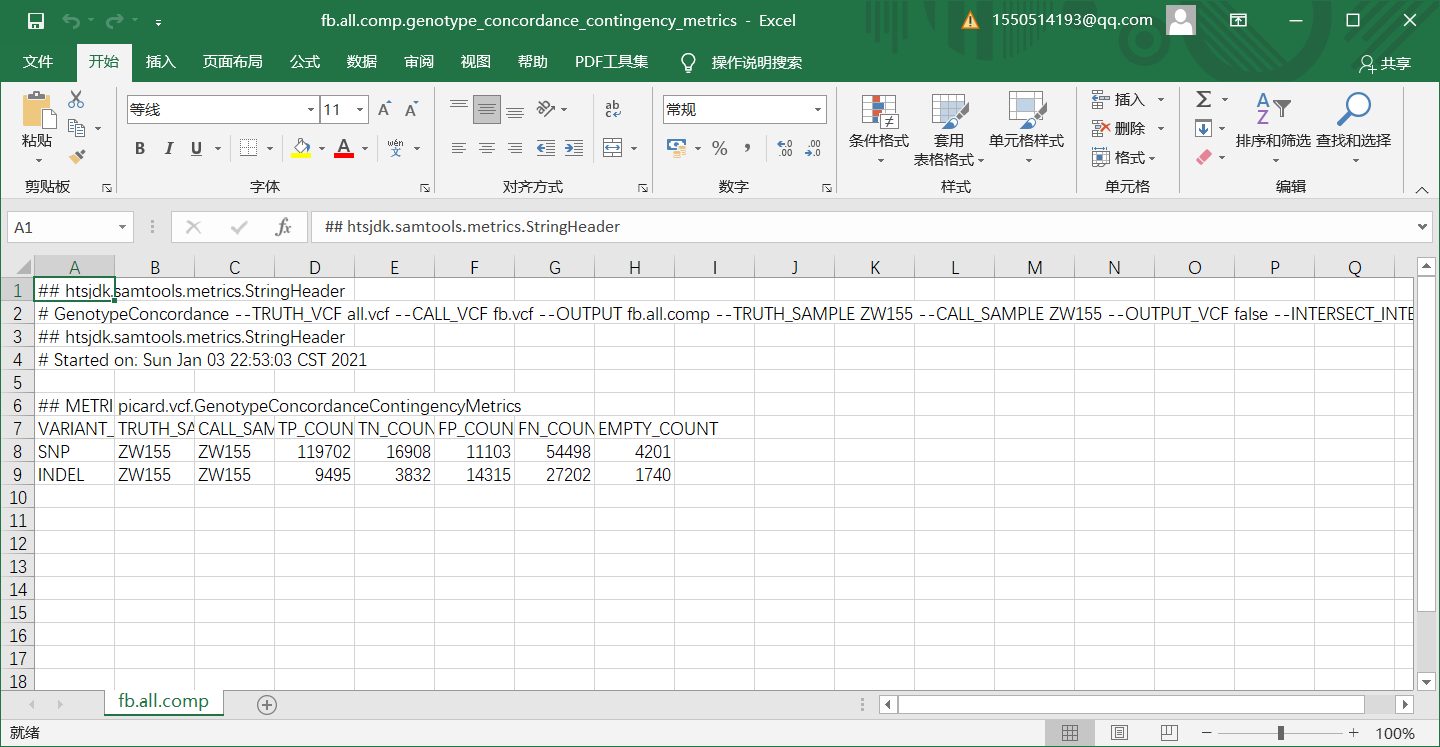 fb.all.comp.genotype_concordance_contingency_metrics - Excel
1550514193@qq.com
文件 开始 插入 页面布局 公式 数据 审阅 视图 帮助 PDF工具集 操作说明搜索 共享
粘贴
剪贴板
等线 11
B I U A wén 文
字体
ab
对齐方式
常规
% ,
数字
条件格式
套用
表格格式
单元格样式
样式
插入
删除
格式
单元格
Σ
排序和筛选
查找和选择
编辑
A1 fx ## htsjdk.samtools.metrics.StringHeader
A B C D E F G H I J K L M N O P Q
1 ## htsjdk.samtools.metrics.StringHeader
2 # GenotypeConcordance --TRUTH_VCF all.vcf --CALL_VCF fb.vcf --OUTPUT fb.all.comp --TRUTH_SAMPLE ZW155 --CALL_SAMPLE ZW155 --OUTPUT_VCF false --INTERSECT_INTE
3 ## htsjdk.samtools.metrics.StringHeader
4 # Started on: Sun Jan 03 22:53:03 CST 2021
5
6 ## METRI picard.vcf.GenotypeConcordanceContingencyMetrics
7 VARIANT_ TRUTH_SA CALL_SAM TP_COUN TN_COUN FP_COUN FN_COUN EMPTY_COUNT
8 SNP ZW155 ZW155 119702 16908 11103 54498 4201
9 INDEL ZW155 ZW155 9495 3832 14315 27202 1740
10
11
12
13
14
15
16
17
18
fb.all.comp
就绪
100%